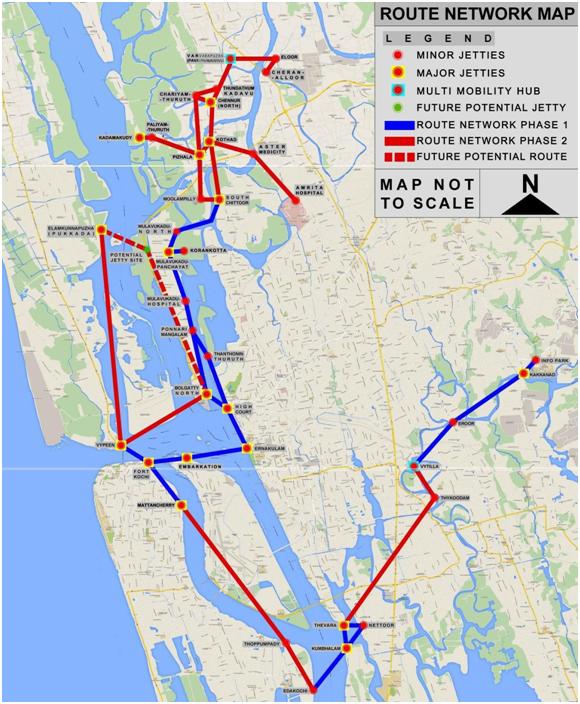 ROUTE NETWORK MAP
LEGEND
MINOR JETTIES
MAJOR JETTIES
MULTI MOBILITY HUB
FUTURE POTENTIAL JETTY
ROUTE NETWORK PHASE 1
ROUTE NETWORK PHASE 2
FUTURE POTENTIAL ROUTE
MAP NOT
TO SCALE
N
ELOOR
CHERAN-
ALLOOR
THUNDATHUM
KADAVU
CHARIYAM-
THURUTH
CHENNUR
(NORTH)
PALIYAM-
THURUTH
KADAMAKUDY
KOTHAD
PIZHALA
ASTER
MEDICITY
AMRITA
HOSPITAL
MOOLAMPILLY
SOUTH
CHITTOOR
ELAMKUNNAPUZHA
(PUKKADA)
MULAVUKADU-
NORTH
POTENTIAL
JETTY SITE
KORANKOTTA
MULAVUKADU-
PANCHAYAT
MULAVUKADU-
HOSPITAL
PONNARI
MANGALAM
THANTHONIN
THURUTH
BOLGATTY
NORTH
HIGH
COURT
INFO PARK
KAKKANAD
EROOR
VYPEEN
ERNAKULAM
FORT
KOCHI
EMBARKATION
VYTILLA
THYKOODAM
MATTANCHERRY
THEVARA
NETTOOR
KUMBHALAM
THOPPUMPADY
EDAKOCHI